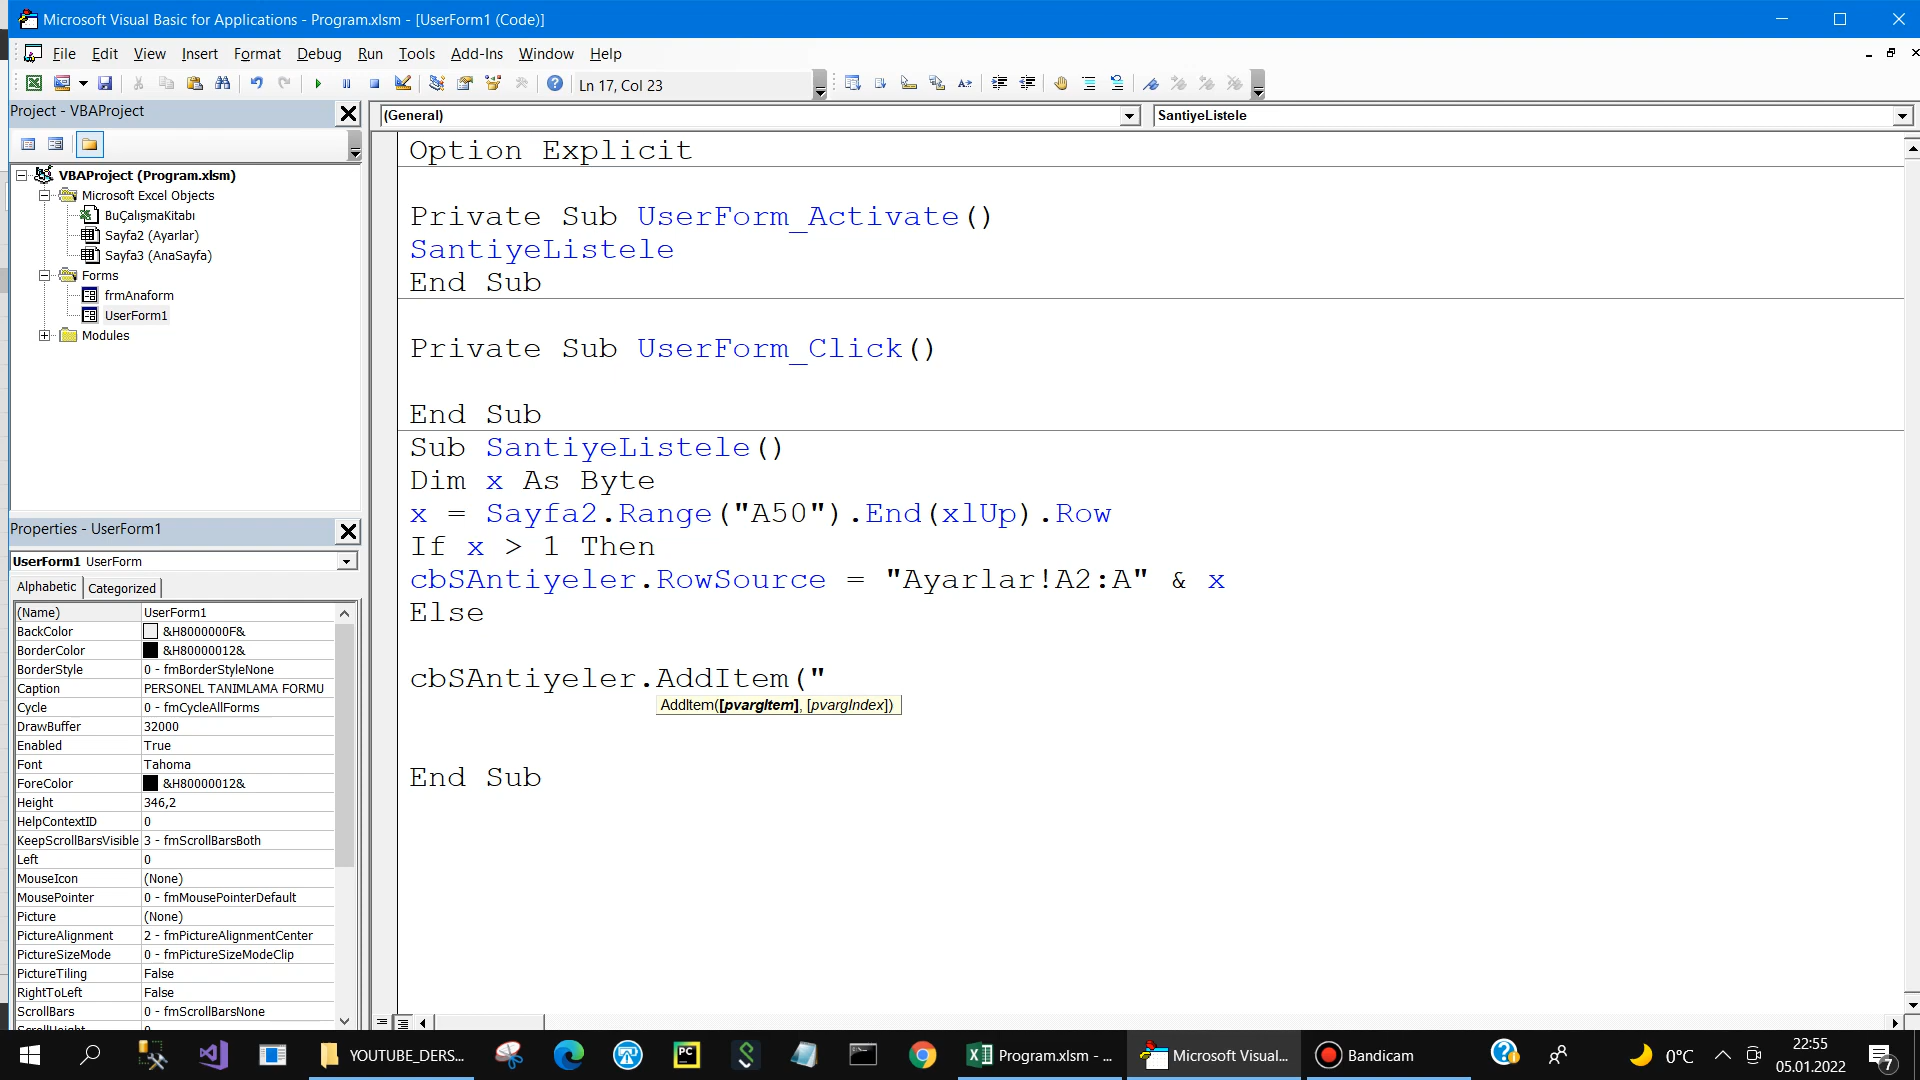 Microsoft Visual Basic for Applications - Program.xlsm - [UserForm1 (Code)]
File Edit View Insert Format Debug Run Tools Add-Ins Window Help
Ln 17, Col 23
Project - VBAProject
(General)
SantiyeListele
VBAProject (Program.xlsm)
Microsoft Excel Objects
BuÇalışmaKitabı
Sayfa2 (Ayarlar)
Sayfa3 (AnaSayfa)
Forms
frmAnaform
UserForm1
Modules
Properties - UserForm1
UserForm1 UserForm
Alphabetic Categorized
(Name) UserForm1
BackColor &H8000000F&
BorderColor &H80000012&
BorderStyle 0 - fmBorderStyleNone
Caption PERSONEL TANIMLAMA FORMU
Cycle 0 - fmCycleAllForms
DrawBuffer 32000
Enabled True
Font Tahoma
ForeColor &H80000012&
Height 346,2
HelpContextID 0
KeepScrollBarsVisible 3 - fmScrollBarsBoth
Left 0
MouseIcon (None)
MousePointer 0 - fmMousePointerDefault
Picture (None)
PictureAlignment 2 - fmPictureAlignmentCenter
PictureSizeMode 0 - fmPictureSizeModeClip
PictureTiling False
RightToLeft False
ScrollBars 0 - fmScrollBarsNone
Option Explicit
Private Sub UserForm_Activate()
SantiyeListele
End Sub
Private Sub UserForm_Click()
End Sub
Sub SantiyeListele()
Dim x As Byte
x = Sayfa2.Range("A50").End(xlUp).Row
If x > 1 Then
cbSAntiyeler.RowSource = "Ayarlar!A2:A" & x
Else
cbSAntiyeler.AddItem("
AddItem([pvargItem], [pvargIndex])
End Sub
YOUTUBE_DERS...
PC
Program.xlsm - ...
Microsoft Visual...
Bandicam
0°C
22:55
05.01.2022
7